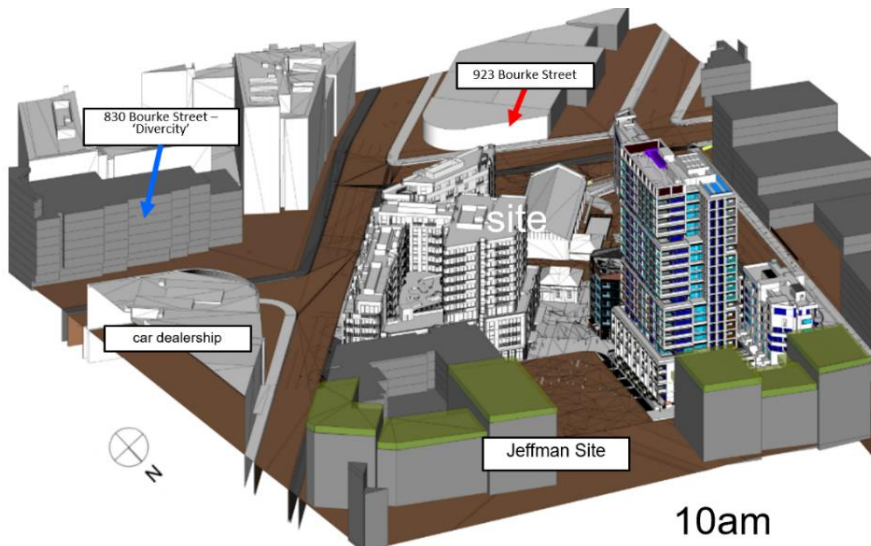 923 Bourke Street
830 Bourke Street –
'Divercity'
site
car dealership
Jeffman Site
N
10am